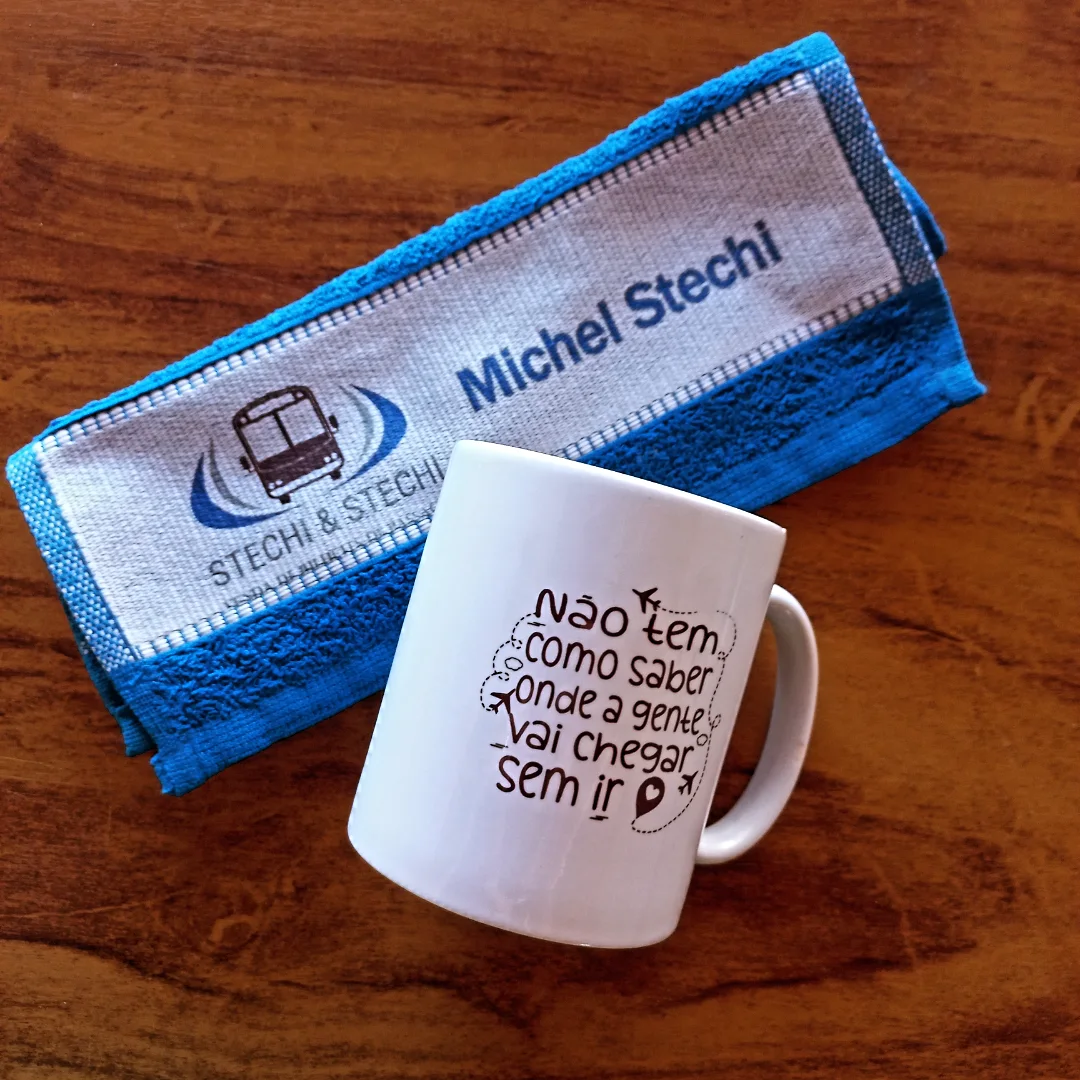 Michel Stechi
STECHI & STECHI
Não tem
como saber
onde a gente
vai chegar
sem ir